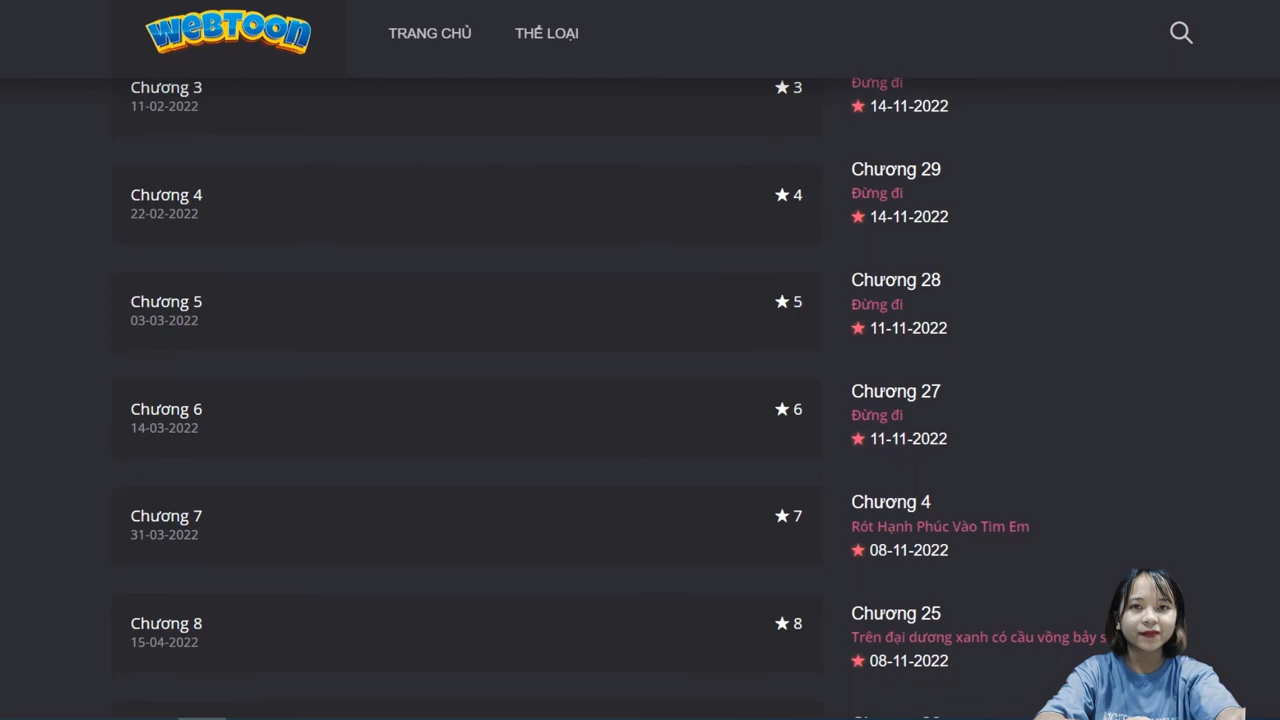 WEBTOON
TRANG CHỦ
THỂ LOẠI
Chương 3
★ 3
11-02-2022
Chương 4
★ 4
22-02-2022
Chương 5
★ 5
03-03-2022
Chương 6
★ 6
14-03-2022
Chương 7
★ 7
31-03-2022
Chương 8
★ 8
15-04-2022
Đừng đi
★ 14-11-2022
Chương 29
Đừng đi
★ 14-11-2022
Chương 28
Đừng đi
★ 11-11-2022
Chương 27
Đừng đi
★ 11-11-2022
Chương 4
Rót Hạnh Phúc Vào Tim Em
★ 08-11-2022
Chương 25
Trên đại dương xanh có cầu vồng bảy s
★ 08-11-2022